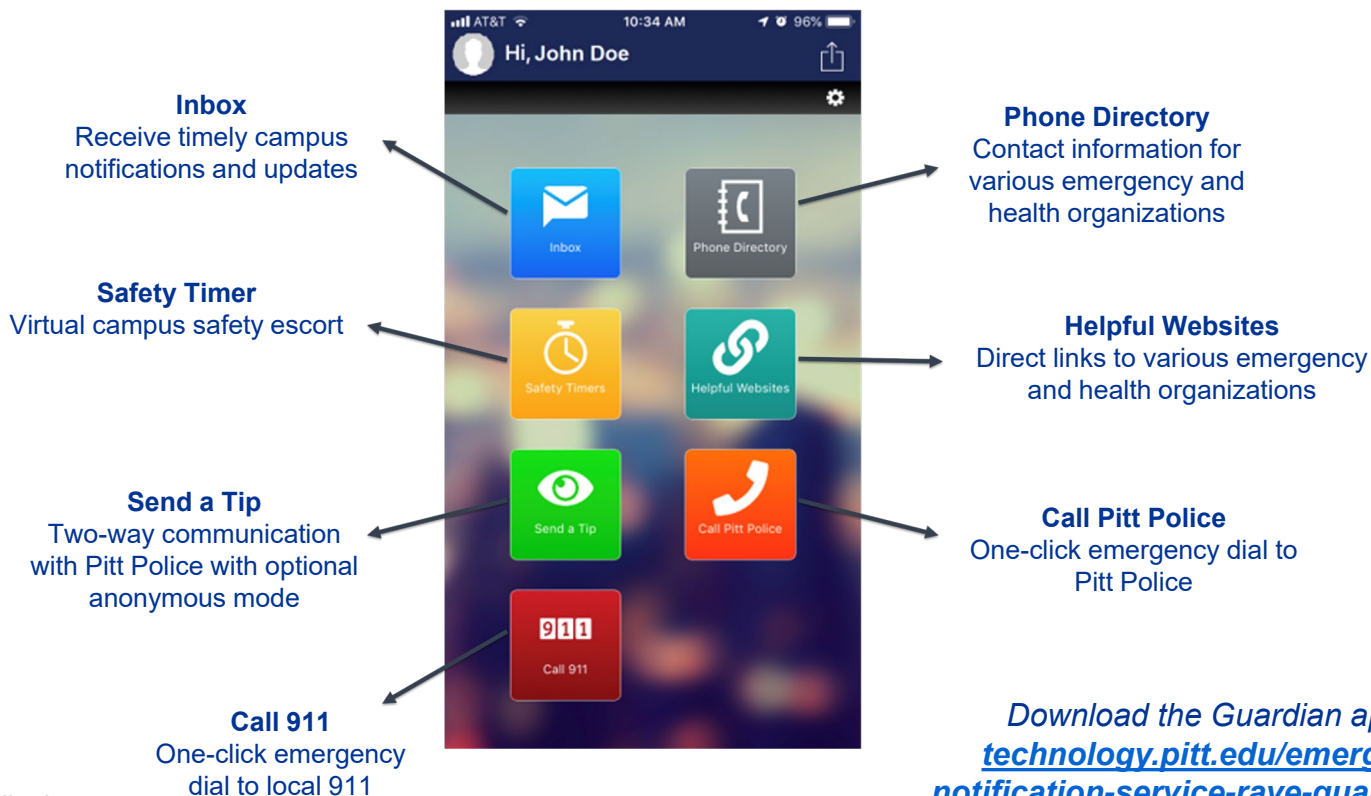 AT&T 10:34 AM 96%
Hi, John Doe
Inbox
Receive timely campus
notifications and updates
Safety Timer
Virtual campus safety escort
Send a Tip
Two-way communication
with Pitt Police with optional
anonymous mode
Call 911
One-click emergency
dial to local 911
Inbox
Phone Directory
Safety Timers
Helpful Websites
Send a Tip
Call Pitt Police
911
Call 911
Phone Directory
Contact information for
various emergency and
health organizations
Helpful Websites
Direct links to various emergency
and health organizations
Call Pitt Police
One-click emergency dial to
Pitt Police
Download the Guardian